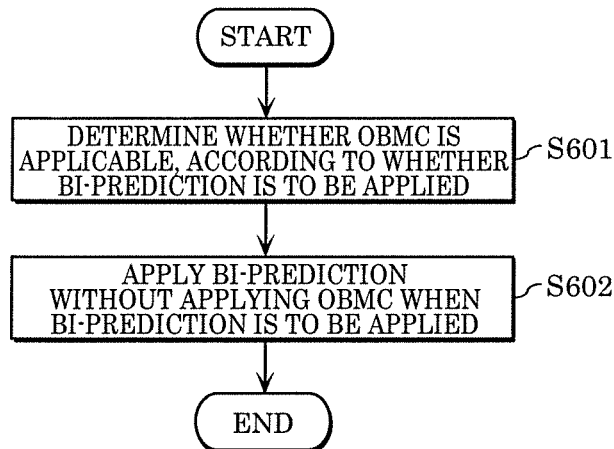 START
DETERMINE WHETHER OBMC IS
APPLICABLE, ACCORDING TO WHETHER
BI-PREDICTION IS TO BE APPLIED
S601
APPLY BI-PREDICTION
WITHOUT APPLYING OBMC WHEN
BI-PREDICTION IS TO BE APPLIED
S602
END